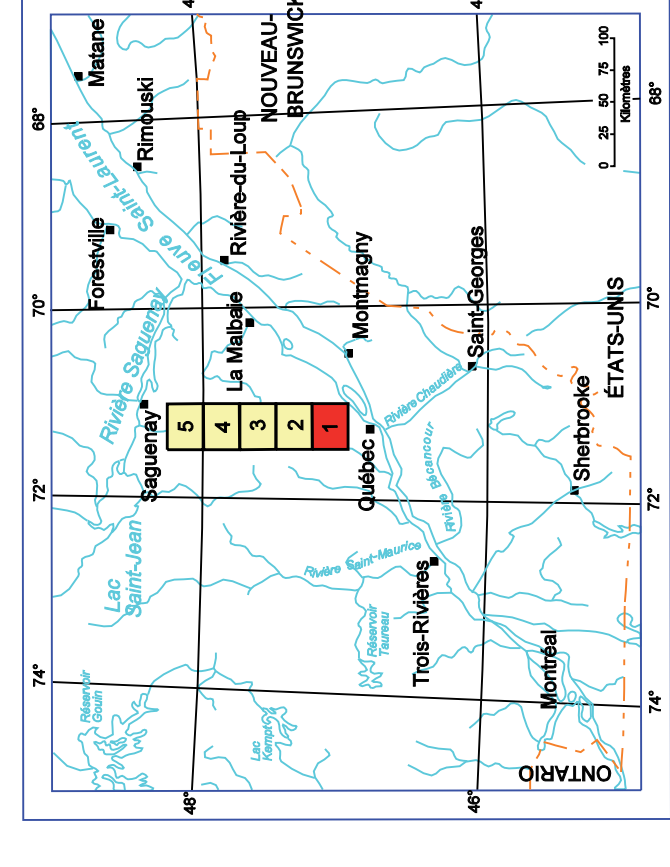 68°
70°
72°
74°
Matane
Rimouski
Forestville
Fleuve Saint-Laurent
NOUVEAU-
BRUNSWICK
Rivière-du-Loup
Rivière Saguenay
La Malbaie
Montmagny
Saguenay
5
4
3
2
1
Québec
Rivière Chaudière
Saint-Georges
Rivière Bécancour
Lac
Saint-Jean
Rivière Saint-Maurice
Trois-Rivières
Réservoir
Taureau
Réservoir
Gouin
Lac
Kempt
Sherbrooke
ÉTATS-UNIS
Montréal
ONTARIO
0 25 50 75 100
Kilomètres
48°
46°
4
4
68°
70°
72°
74°